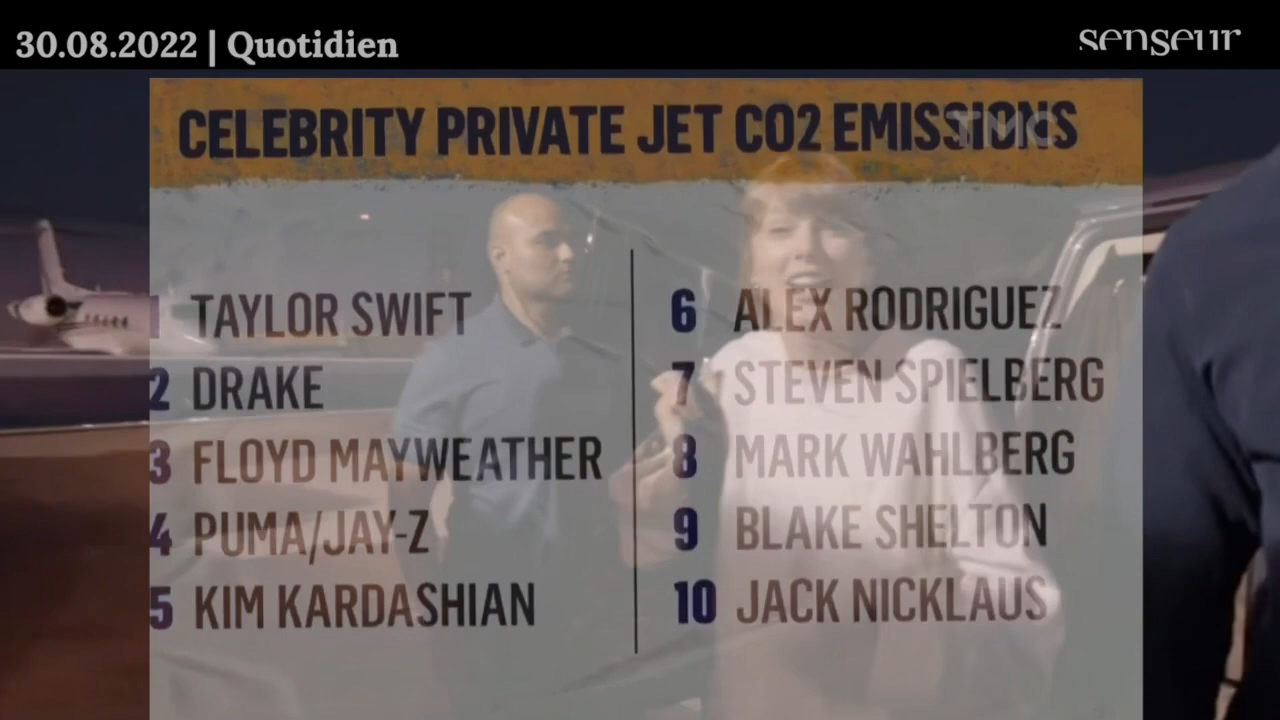 30.08.2022 | Quotidien
senseur
CELEBRITY PRIVATE JET CO2 EMISSIONS
TMC
1 TAYLOR SWIFT
2 DRAKE
3 FLOYD MAYWEATHER
4 PUMA/JAY-Z
5 KIM KARDASHIAN
6 ALEX RODRIGUEZ
7 STEVEN SPIELBERG
8 MARK WAHLBERG
9 BLAKE SHELTON
10 JACK NICKLAUS